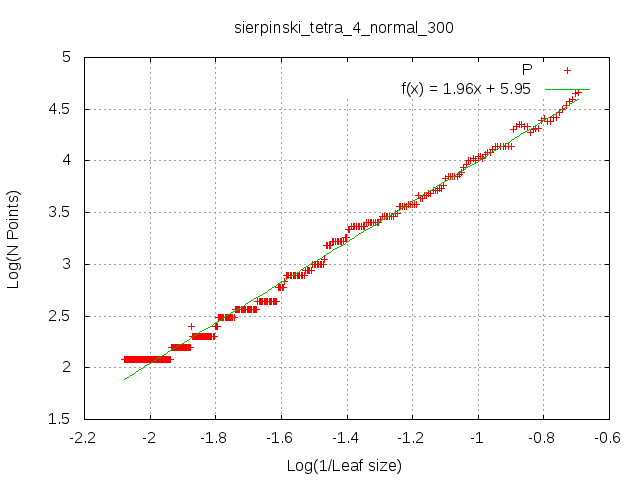 sierpinski_tetra_4_normal_300
P
f(x) = 1.96x + 5.95
5
4.5
4
3.5
3
2.5
2
1.5
Log(N Points)
-2.2 -2 -1.8 -1.6 -1.4 -1.2 -1 -0.8 -0.6
Log(1/Leaf size)